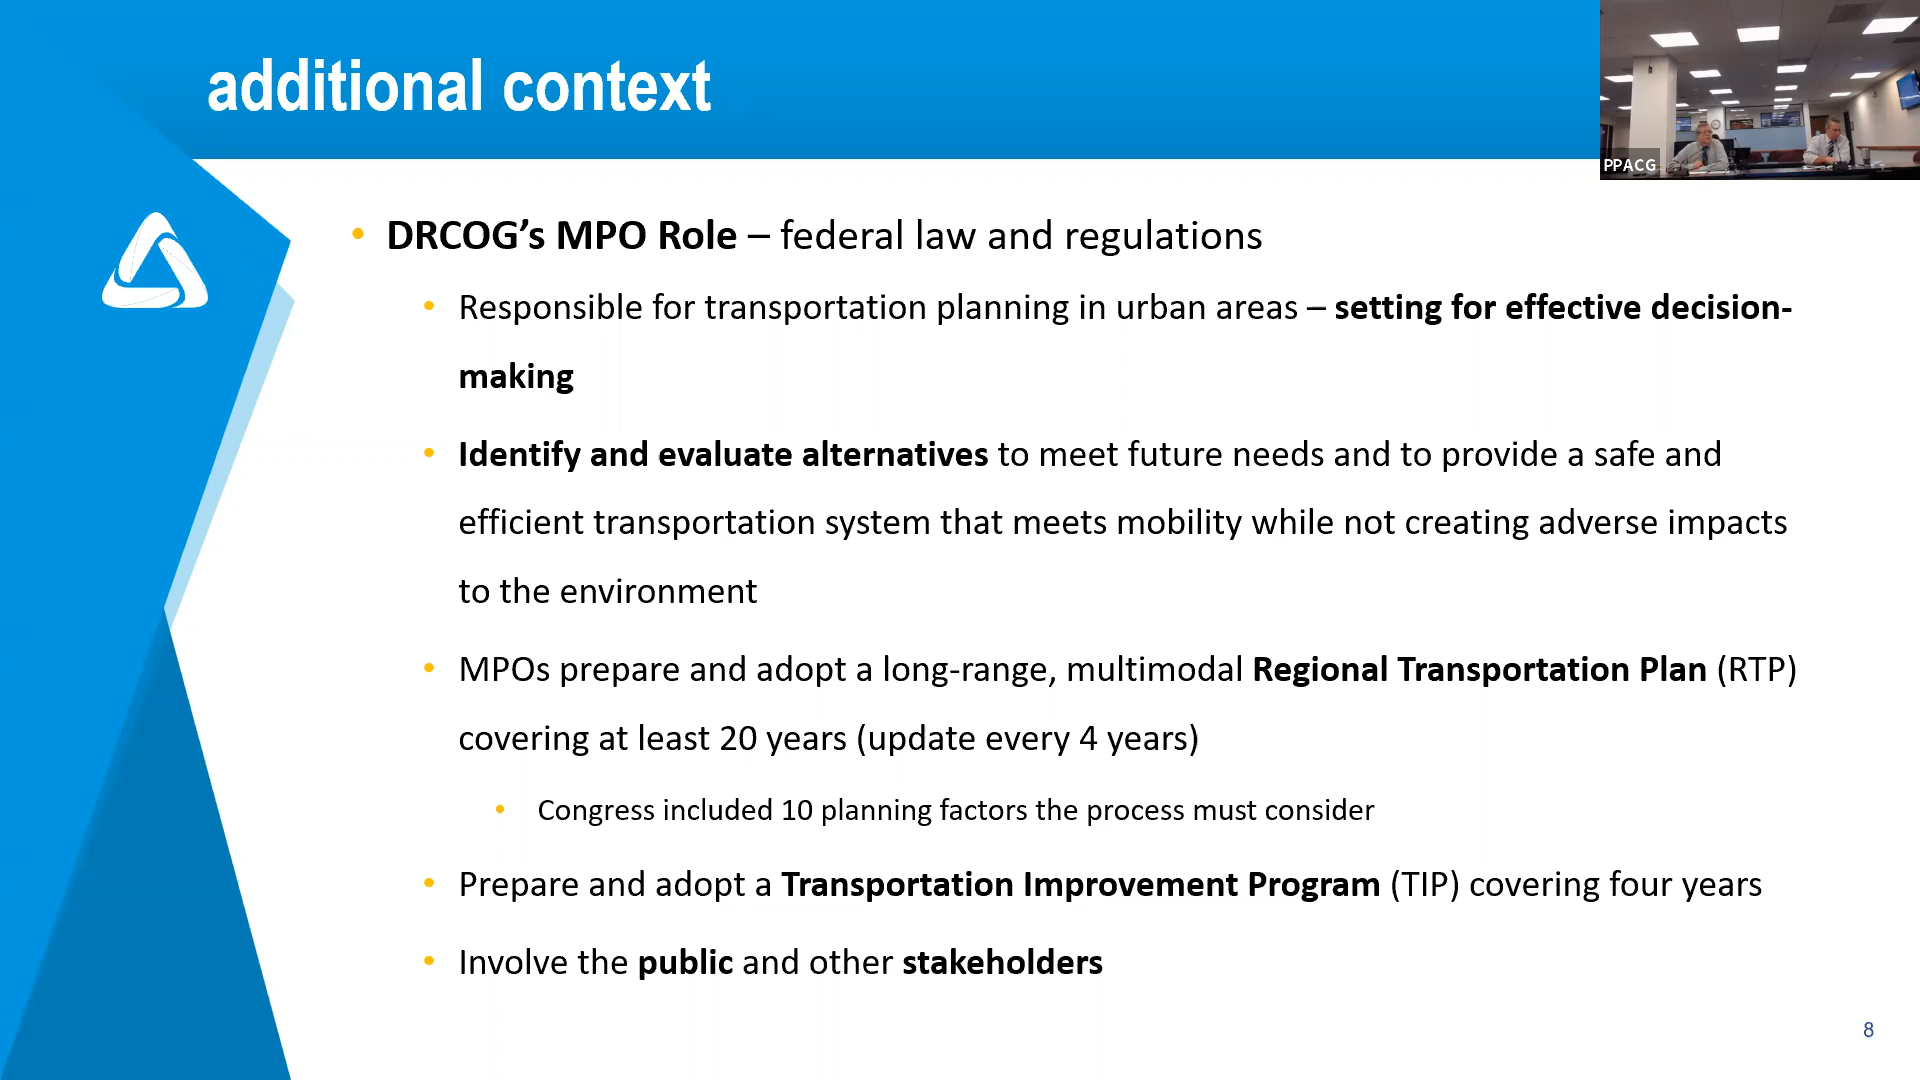 additional context
PPACG
• DRCOG’s MPO Role – federal law and regulations
• Responsible for transportation planning in urban areas – setting for effective decision-
making
• Identify and evaluate alternatives to meet future needs and to provide a safe and
efficient transportation system that meets mobility while not creating adverse impacts
to the environment
• MPOs prepare and adopt a long-range, multimodal Regional Transportation Plan (RTP)
covering at least 20 years (update every 4 years)
• Congress included 10 planning factors the process must consider
• Prepare and adopt a Transportation Improvement Program (TIP) covering four years
• Involve the public and other stakeholders
8